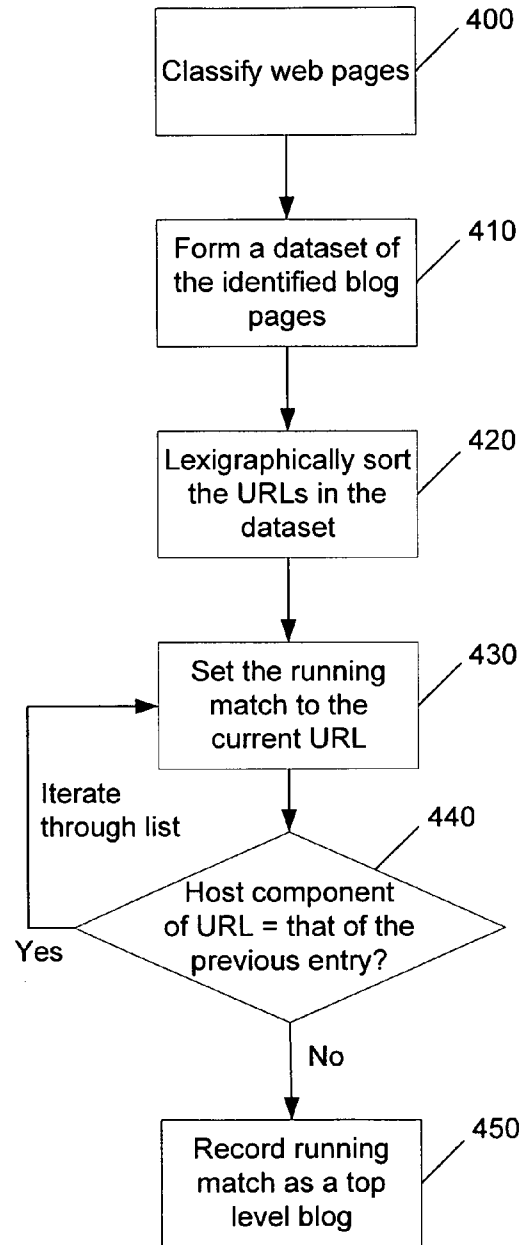 400
Classify web pages
410
Form a dataset of
the identified blog
pages
420
Lexigraphically sort
the URLs in the
dataset
430
Set the running
match to the
current URL
Iterate
through list
440
Host component
of URL = that of the
previous entry?
Yes
No
450
Record running
match as a top
level blog